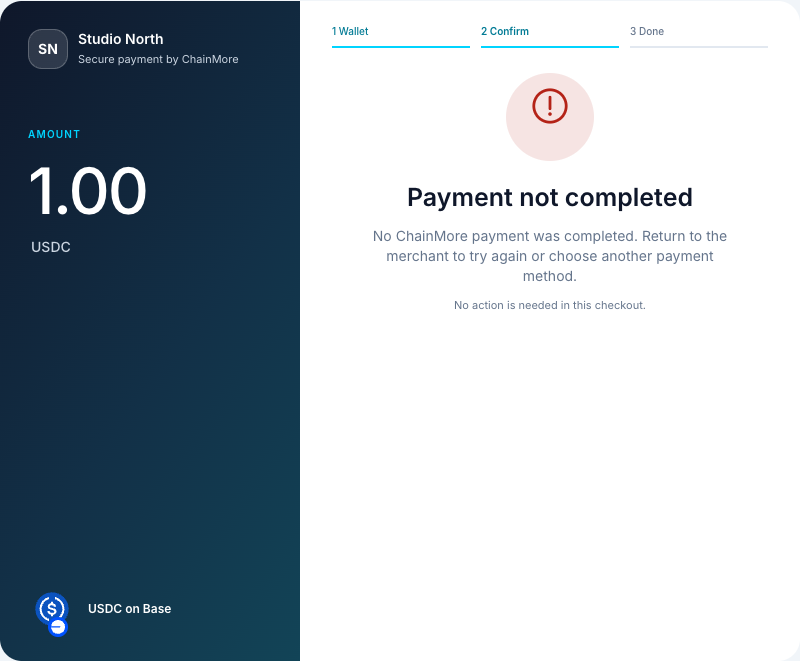 SN
Studio North
Secure payment by ChainMore
AMOUNT
1.00
USDC
USDC on Base
1 Wallet
2 Confirm
3 Done
Payment not completed
No ChainMore payment was completed. Return to the
merchant to try again or choose another payment
method.
No action is needed in this checkout.